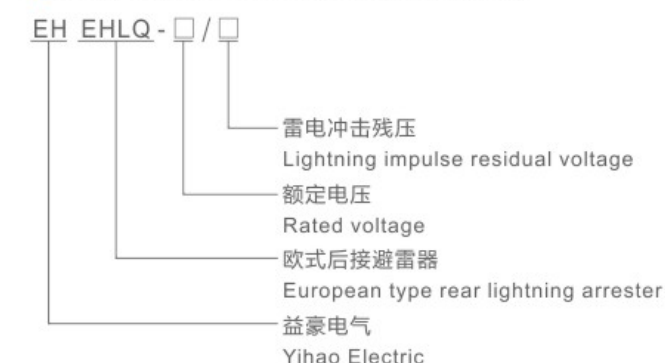 EH EHLQ - □ / □
雷电冲击残压
Lightning impulse residual voltage
额定电压
Rated voltage
欧式后接避雷器
European type rear lightning arrester
益豪电气
Yihao Electric